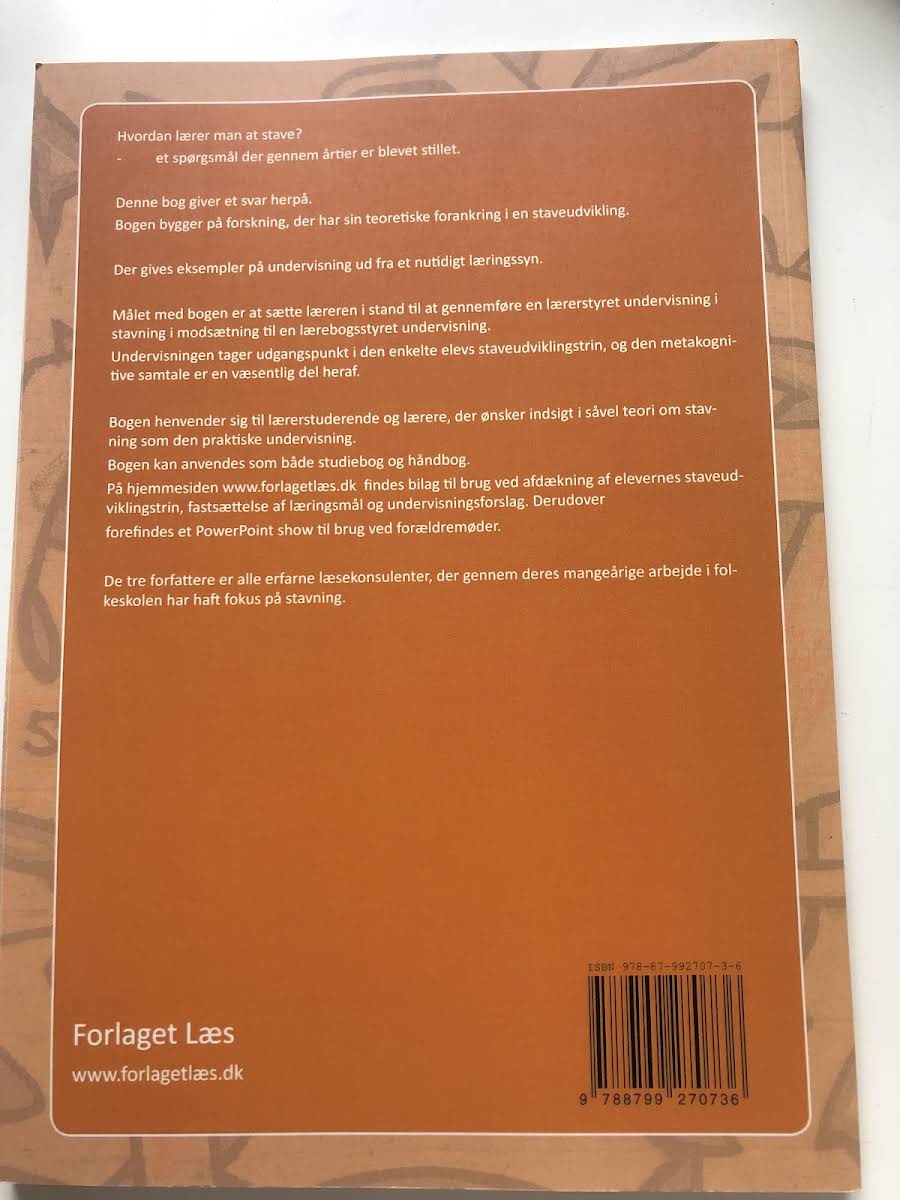 Hvordan lærer man at stave?
- et spørgsmål der gennem årtier er blevet stillet.
Denne bog giver et svar herpå.
Bogen bygger på forskning, der har sin teoretiske forankring i en staveudvikling.
Der gives eksempler på undervisning ud fra et nutidigt læringssyn.
Målet med bogen er at sætte læreren i stand til at gennemføre en lærerstyret undervisning i
stavning i modsætning til en lærebogsstyret undervisning.
Undervisningen tager udgangspunkt i den enkelte elevs staveudviklingstrin, og den metakogni-
tive samtale er en væsentlig del heraf.
Bogen henvender sig til lærerstuderende og lærere, der ønsker indsigt i såvel teori om stav-
ning som den praktiske undervisning.
Bogen kan anvendes som både studiebog og håndbog.
På hjemmesiden www.forlagetlæs.dk findes bilag til brug ved afdækning af elevernes staveud-
viklingstrin, fastsættelse af læringsmål og undervisningsforslag. Derudover
forefindes et PowerPoint show til brug ved forældremøder.
De tre forfattere er alle erfarne læsekonsulenter, der gennem deres mangeårige arbejde i fol-
keskolen har haft fokus på stavning.
ISBN 978-87-992707-3-6
9 788799 270736
Forlaget Læs
www.forlagetlæs.dk